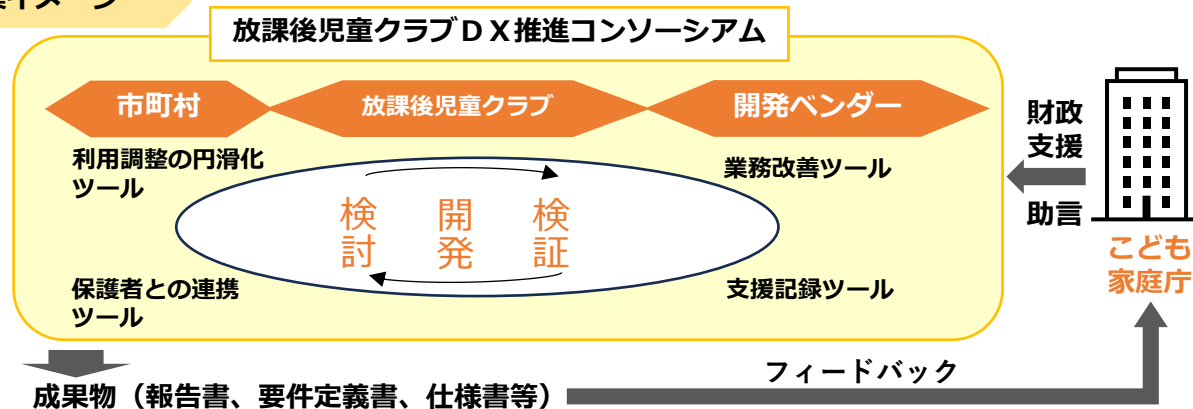 イメージ
放課後児童クラブＤＸ推進コンソーシアム
市町村
放課後児童クラブ
開発ベンダー
利用調整の円滑化
ツール
業務改善ツール
検討
開発
検証
保護者との連携
ツール
支援記録ツール
財政
支援
助言
こども
家庭庁
フィードバック
成果物（報告書、要件定義書、仕様書等）